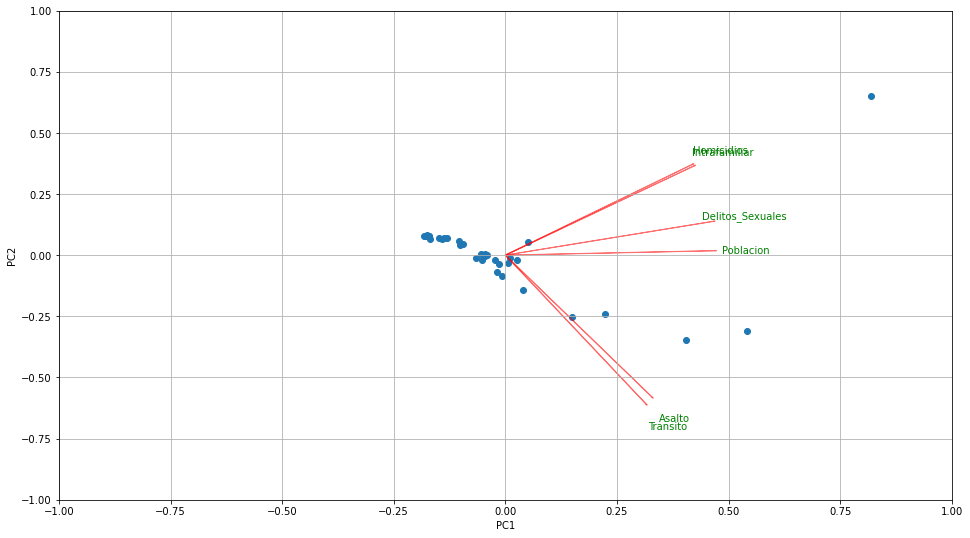 1.00
0.75
0.50
0.25
0.00
−0.25
−0.50
−0.75
−1.00
PC2
Homisidios
Intrafamiliar
Delitos_Sexuales
Poblacion
Asalto
Transito
−1.00 −0.75 −0.50 −0.25 0.00 0.25 0.50 0.75 1.00
PC1